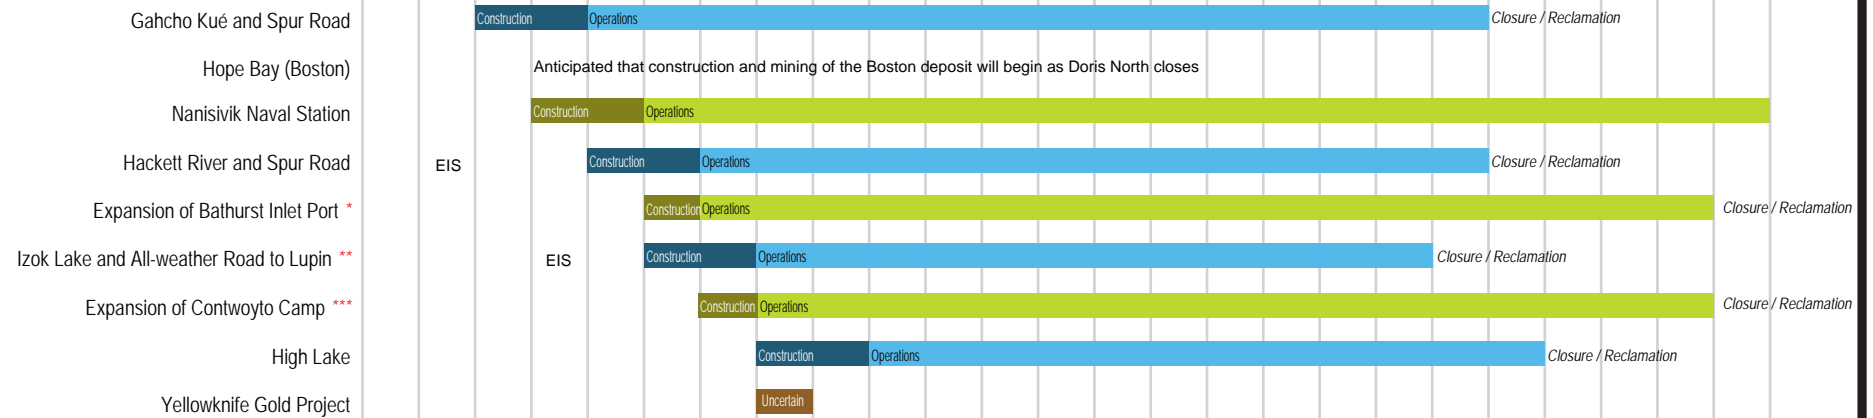 Gahcho Kué and Spur Road Construction Operations Closure / Reclamation
Hope Bay (Boston) Anticipated that construction and mining of the Boston deposit will begin as Doris North closes
Nanisivik Naval Station Construction Operations
Hackett River and Spur Road EIS Construction Operations Closure / Reclamation
Expansion of Bathurst Inlet Port * Construction Operations Closure / Reclamation
Izok Lake and All-weather Road to Lupin ** EIS Construction Operations Closure / Reclamation
Expansion of Contwoyto Camp *** Construction Operations Closure / Reclamation
High Lake Construction Operations Closure / Reclamation
Yellowknife Gold Project Uncertain